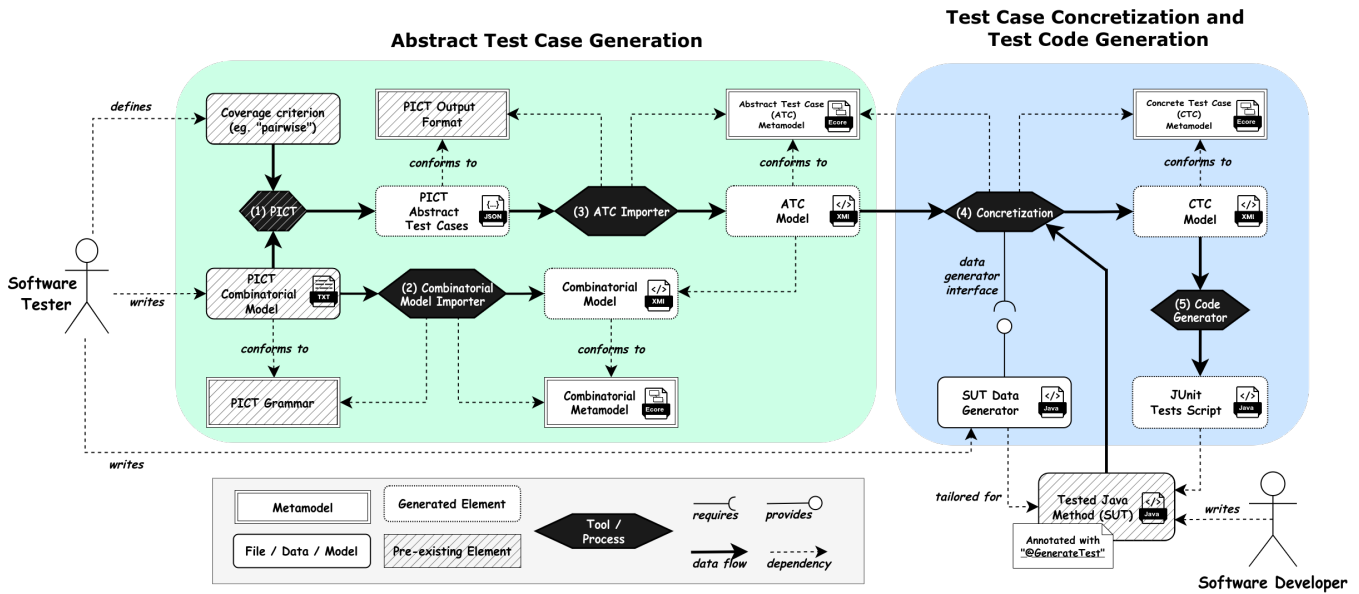 Abstract Test Case Generation
Test Case Concretization and
Test Code Generation
defines
Coverage criterion
(eg. "pairwise")
PICT Output
Format
Abstract Test Case
(ATC)
Metamodel
Ecore
Concrete Test Case
(CTC)
Metamodel
Ecore
conforms to
conforms to
conforms to
(1) PICT
PICT
Abstract
Test Cases
{...}
JSON
(3) ATC Importer
ATC
Model
</>
XMI
(4) Concretization
CTC
Model
</>
XMI
Software
Tester
writes
PICT
Combinatorial
Model
TXT
(2) Combinatorial
Model Importer
Combinatorial
Model
</>
XMI
data
generator
interface
(5) Code
Generator
conforms to
conforms to
PICT Grammar
Combinatorial
Metamodel
Ecore
SUT Data
Generator
</>
Java
JUnit
Tests Script
</>
Java
writes
Metamodel
Generated Element
File / Data / Model
Pre-existing Element
Tool /
Process
requires
provides
data flow
dependency
tailored for
Tested Java
Method (SUT)
</>
Java
Annotated with
"@GenerateTest"
writes
Software Developer